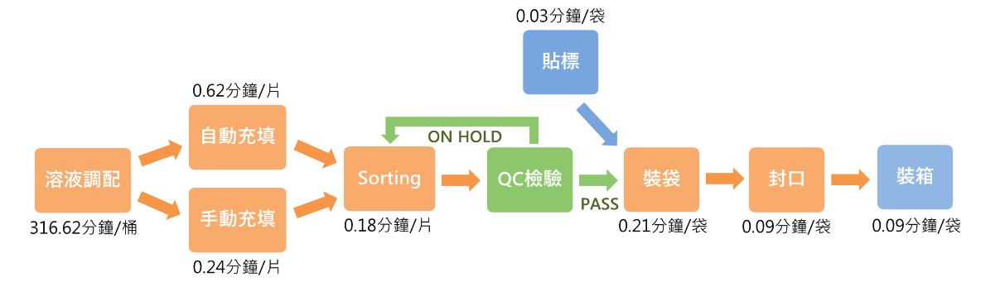 0.03分鐘/袋
貼標
0.62分鐘/片
自動充填
ON HOLD
溶液調配
316.62分鐘/桶
手動充填
0.24分鐘/片
Sorting
0.18分鐘/片
QC檢驗
PASS
裝袋
0.21分鐘/袋
封口
0.09分鐘/袋
裝箱
0.09分鐘/袋